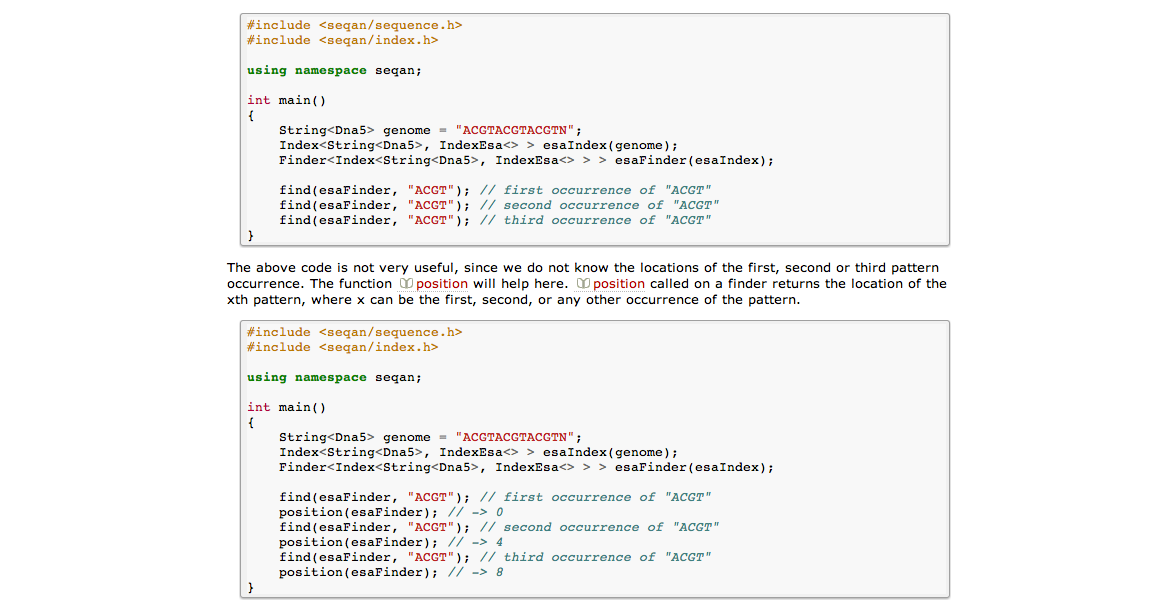 #include <seqan/sequence.h>
#include <seqan/index.h>
using namespace seqan;
int main()
{
    String<Dna5> genome = "ACGTACGTACGTN";
    Index<String<Dna5>, IndexEsa<> > esaIndex(genome);
    Finder<Index<String<Dna5>, IndexEsa<> > > esaFinder(esaIndex);
    find(esaFinder, "ACGT"); // first occurrence of "ACGT"
    find(esaFinder, "ACGT"); // second occurrence of "ACGT"
    find(esaFinder, "ACGT"); // third occurrence of "ACGT"
}
The above code is not very useful, since we do not know the locations of the first, second or third pattern
occurrence. The function position will help here. position called on a finder returns the location of the
xth pattern, where x can be the first, second, or any other occurrence of the pattern.
#include <seqan/sequence.h>
#include <seqan/index.h>
using namespace seqan;
int main()
{
    String<Dna5> genome = "ACGTACGTACGTN";
    Index<String<Dna5>, IndexEsa<> > esaIndex(genome);
    Finder<Index<String<Dna5>, IndexEsa<> > > esaFinder(esaIndex);
    find(esaFinder, "ACGT"); // first occurrence of "ACGT"
    position(esaFinder); // -> 0
    find(esaFinder, "ACGT"); // second occurrence of "ACGT"
    position(esaFinder); // -> 4
    find(esaFinder, "ACGT"); // third occurrence of "ACGT"
    position(esaFinder); // -> 8
}